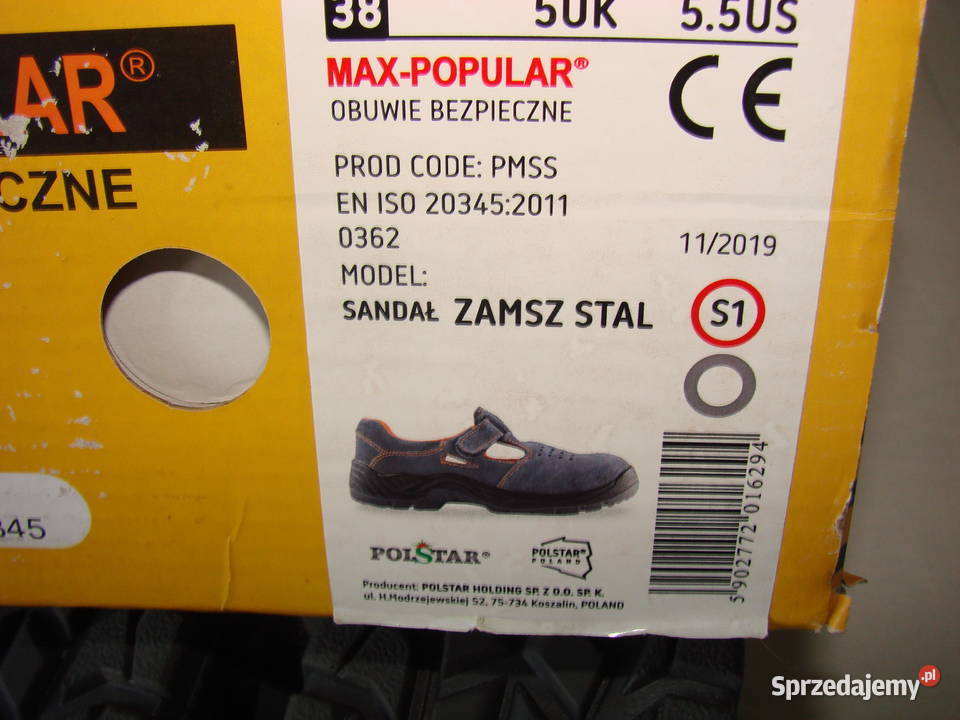 38 5UK 5.5US
MAX-POPULAR®
OBUWIE BEZPIECZNE
CE
PROD CODE: PMSS
EN ISO 20345:2011
0362 11/2019
MODEL:
SANDAŁ ZAMSZ STAL S1
POLSTAR®
POLSTAR®
POLAND
Producent: POLSTAR HOLDING SP. Z O.O. SP. K.
ul. H.Modrzejewskiej 52, 75-734 Koszalin, POLAND
5 902772 016294
LAR®
CZNE
345
Sprzedajemy.pl